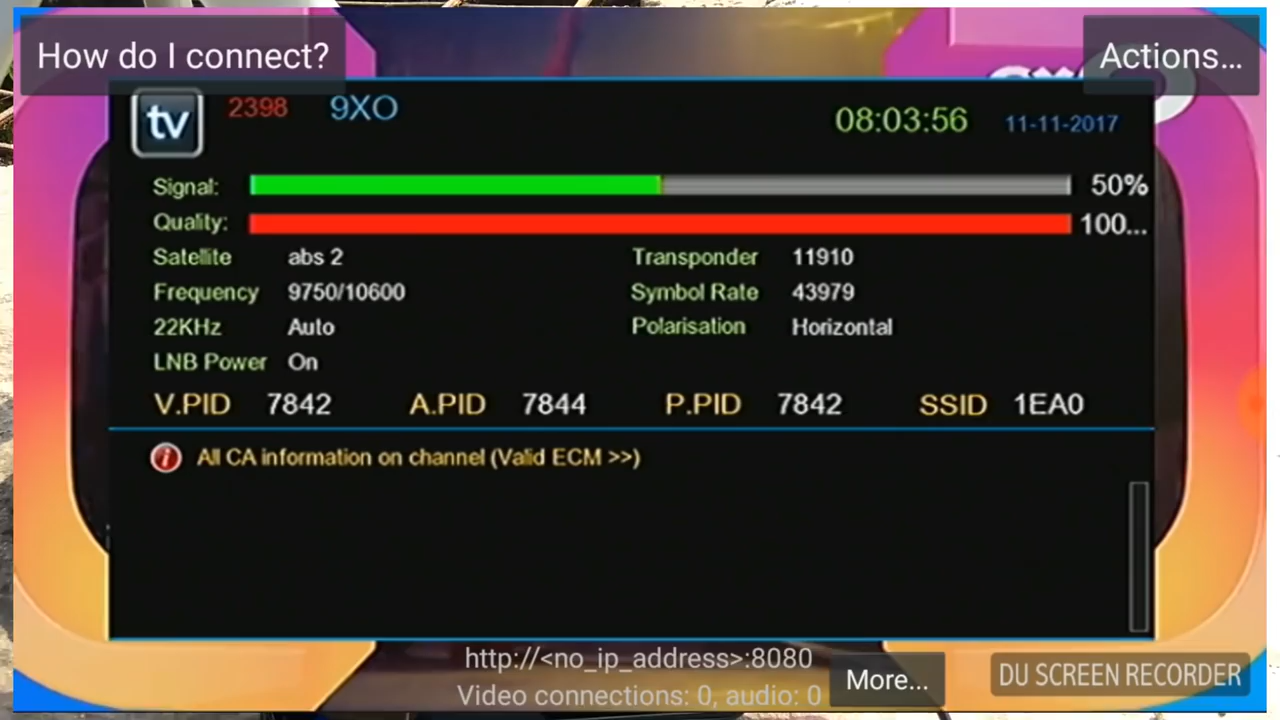 How do I connect?
Actions...
tv
2398 9XO
08:03:56 11-11-2017
Signal: 50%
Quality: 100...
Satellite abs 2 Transponder 11910
Frequency 9750/10600 Symbol Rate 43979
22KHz Auto Polarisation Horizontal
LNB Power On
V.PID 7842 A.PID 7844 P.PID 7842 SSID 1EA0
i All CA information on channel (Valid ECM >>)
http://<no_ip_address>:8080
Video connections: 0, audio: 0
More...
DU SCREEN RECORDER